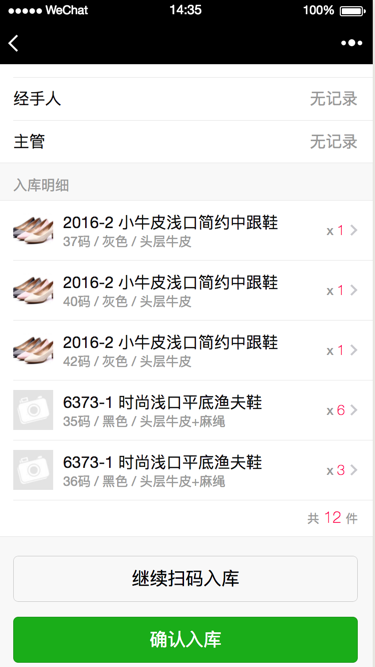 WeChat 14:35 100%
经手人 无记录
主管 无记录
入库明细
2016-2 小牛皮浅口简约中跟鞋
37码 / 灰色 / 头层牛皮
x 1
2016-2 小牛皮浅口简约中跟鞋
40码 / 灰色 / 头层牛皮
x 1
2016-2 小牛皮浅口简约中跟鞋
42码 / 灰色 / 头层牛皮
x 1
6373-1 时尚浅口平底渔夫鞋
35码 / 黑色 / 头层牛皮+麻绳
x 6
6373-1 时尚浅口平底渔夫鞋
36码 / 黑色 / 头层牛皮+麻绳
x 3
共 12 件
继续扫码入库
确认入库